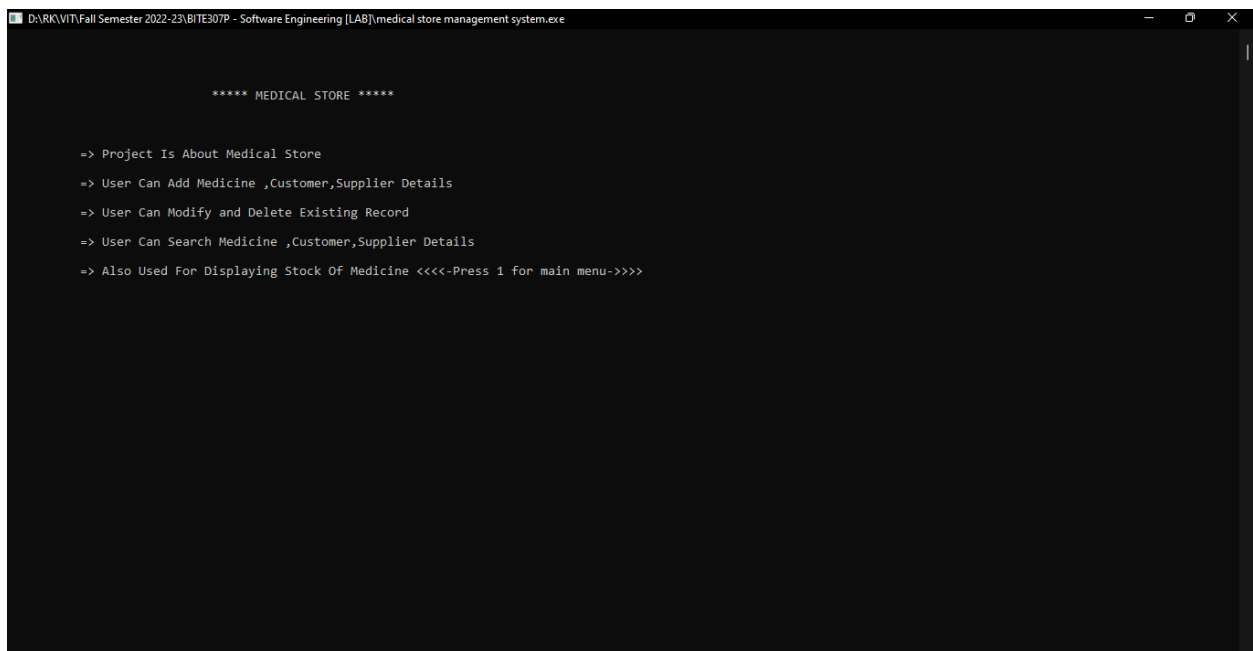 D:\RK\VIT\Fall Semester 2022-23\BITE307P - Software Engineering [LAB]\medical store management system.exe
***** MEDICAL STORE *****
=> Project Is About Medical Store
=> User Can Add Medicine ,Customer,Supplier Details
=> User Can Modify and Delete Existing Record
=> User Can Search Medicine ,Customer,Supplier Details
=> Also Used For Displaying Stock Of Medicine <<<<-Press 1 for main menu->>>>